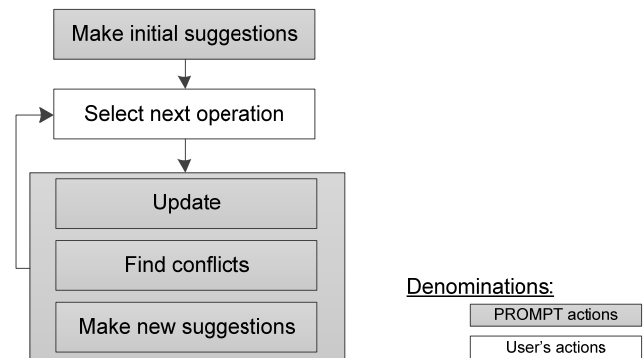 Make initial suggestions
Select next operation
Update
Find conflicts
Make new suggestions
Denominations:
PROMPT actions
User's actions